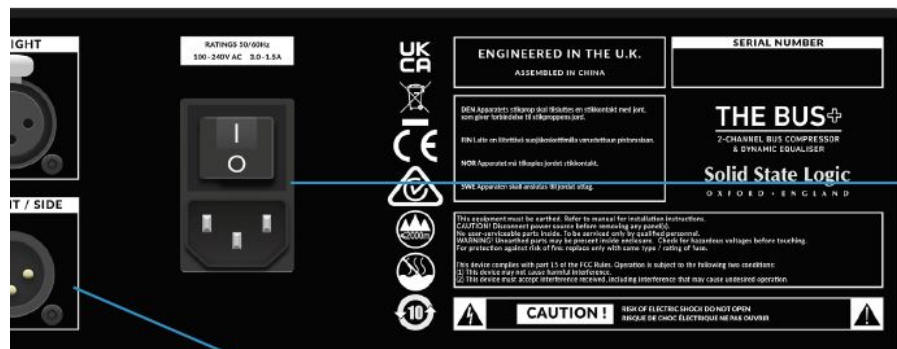 IGHT
T / SIDE
RATINGS 50/60Hz
100-240V AC 3.0-1.5A
I
O
UK
CA
CE
<2000m
10
ENGINEERED IN THE U.K.
ASSEMBLED IN CHINA
SERIAL NUMBER
DEN Apparatets stikprop skal tilsluttes en stikkontakt med jord,
som giver forbindelse til stikproppens jord.
FIN Laite on liitettävä suojakoskettimilla varustettuun pistorasiaan.
NOR Apparatet må tilkoples jordet stikkontakt.
SWE Apparaten skall anslutas till jordat uttag.
THE BUS+
2-CHANNEL BUS COMPRESSOR
& DYNAMIC EQUALISER
Solid State Logic
OXFORD · ENGLAND
This equipment must be earthed. Refer to manual for installation instructions.
CAUTION! Disconnect power source before removing any panel(s).
No user-serviceable parts inside. To be serviced only by qualified personnel.
WARNING! Unearthed parts may be present inside enclosure. Check for hazardous voltages before touching.
For protection against risk of fire: replace only with same type / rating of fuse.
This device complies with part 15 of the FCC Rules. Operation is subject to the following two conditions:
(1) This device may not cause harmful interference.
(2) This device must accept interference received, including interference that may cause undesired operation.
CAUTION !
RISK OF ELECTRIC SHOCK DO NOT OPEN
RISQUE DE CHOC ÉLECTRIQUE NE PAS OUVRIR